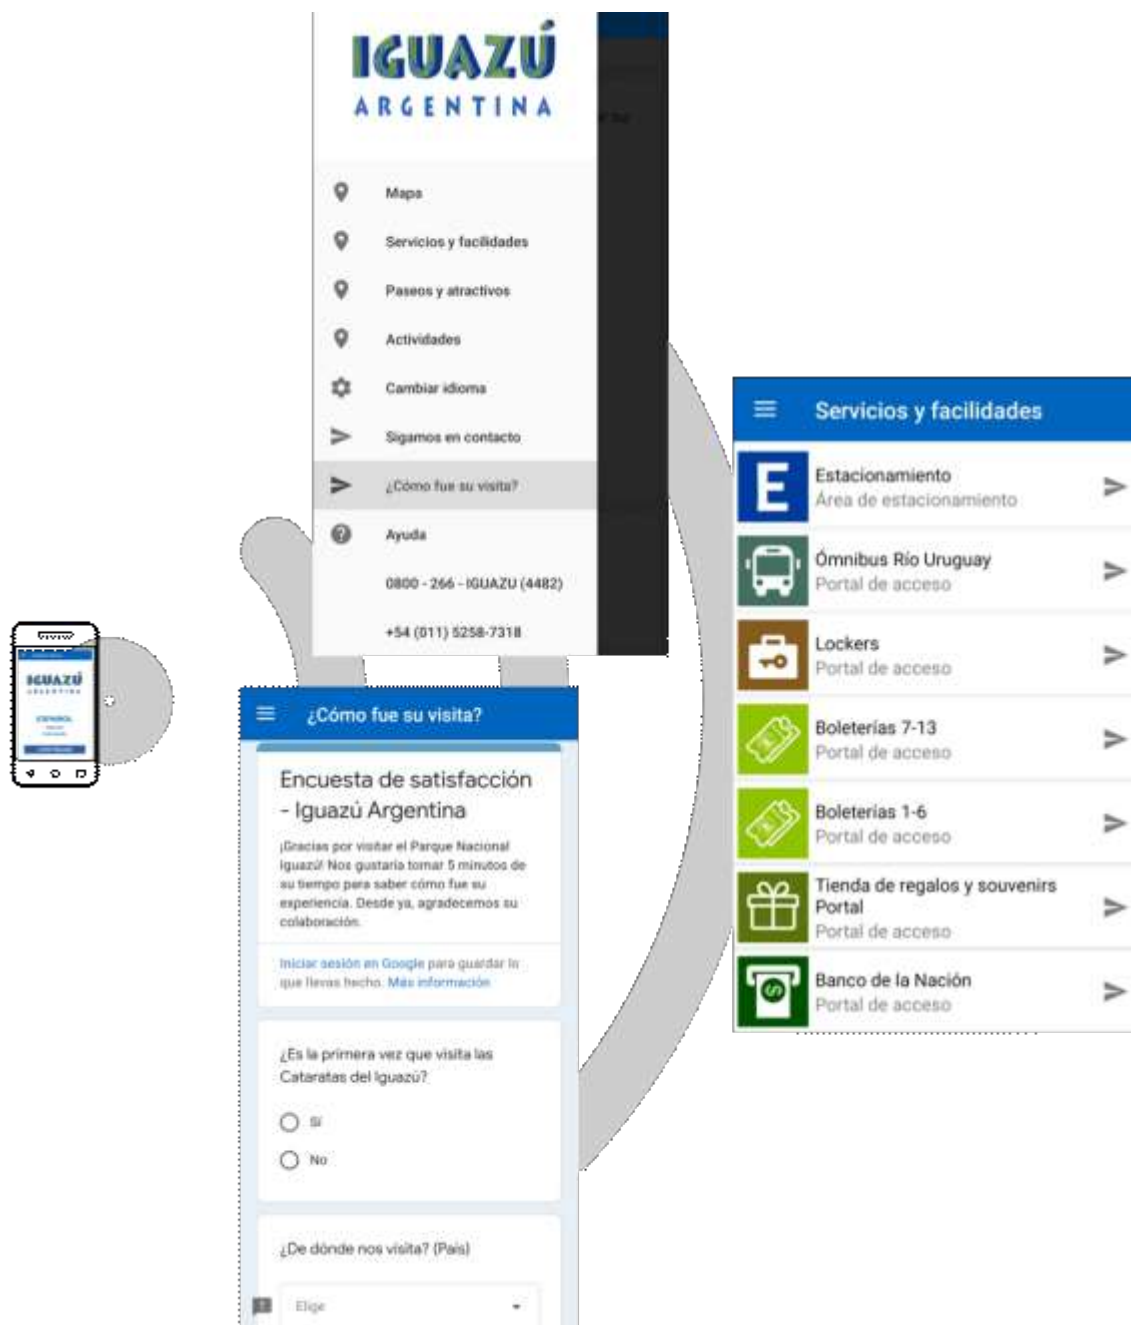 IGUAZÚ
ARGENTINA
Mapa
Servicios y facilidades
Paseos y atractivos
Actividades
Cambiar idioma
Sigamos en contacto
¿Cómo fue su visita?
Ayuda
0800 - 266 - IGUAZU (4482)
+54 (011) 5258-7318
IGUAZÚ
ARGENTINA
ESPAÑOL
¿Cómo fue su visita?
Encuesta de satisfacción
- Iguazú Argentina
¡Gracias por visitar el Parque Nacional
Iguazú! Nos gustaría tomar 5 minutos de
su tiempo para saber cómo fue su
experiencia. Desde ya, agradecemos su
colaboración.
Iniciar sesión en Google para guardar lo
que llevas hecho. Más información
¿Es la primera vez que visita las
Cataratas del Iguazú?
Sí
No
¿De dónde nos visita? (País)
Elige
Servicios y facilidades
E
Estacionamiento
Área de estacionamiento
Ómnibus Río Uruguay
Portal de acceso
Lockers
Portal de acceso
Boleterías 7-13
Portal de acceso
Boleterías 1-6
Portal de acceso
Tienda de regalos y souvenirs
Portal
Portal de acceso
Banco de la Nación
Portal de acceso